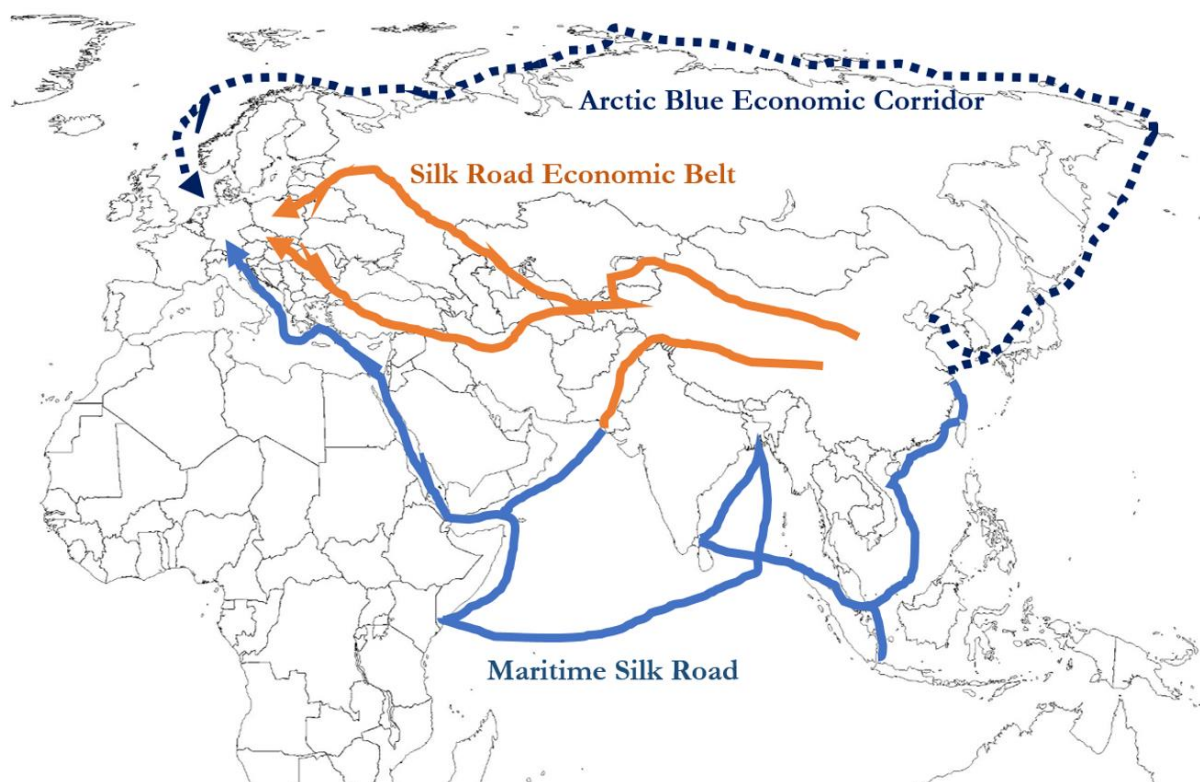 Arctic Blue Economic Corridor
Silk Road Economic Belt
Maritime Silk Road